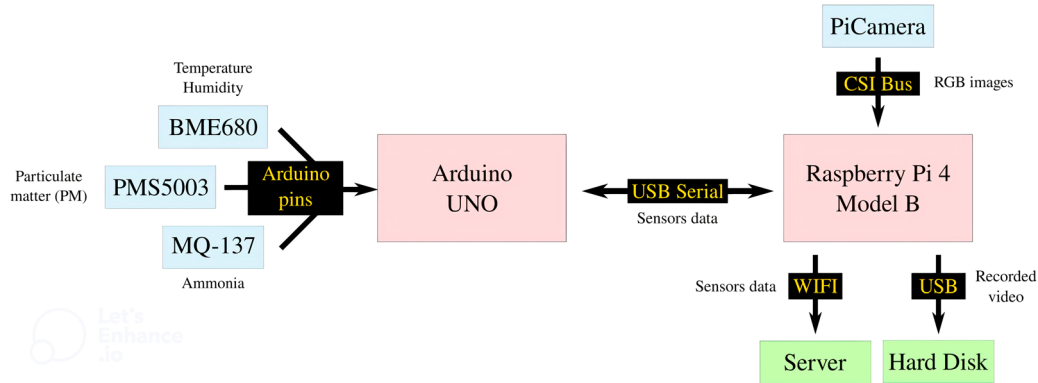 PiCamera
CSI Bus
RGB images
Temperature
Humidity
BME680
Particulate
matter (PM)
PMS5003
Arduino
pins
MQ-137
Ammonia
Arduino
UNO
USB Serial
Sensors data
Raspberry Pi 4
Model B
Sensors data
WIFI
USB
Recorded
video
Server
Hard Disk
Let's
Enhance
.io